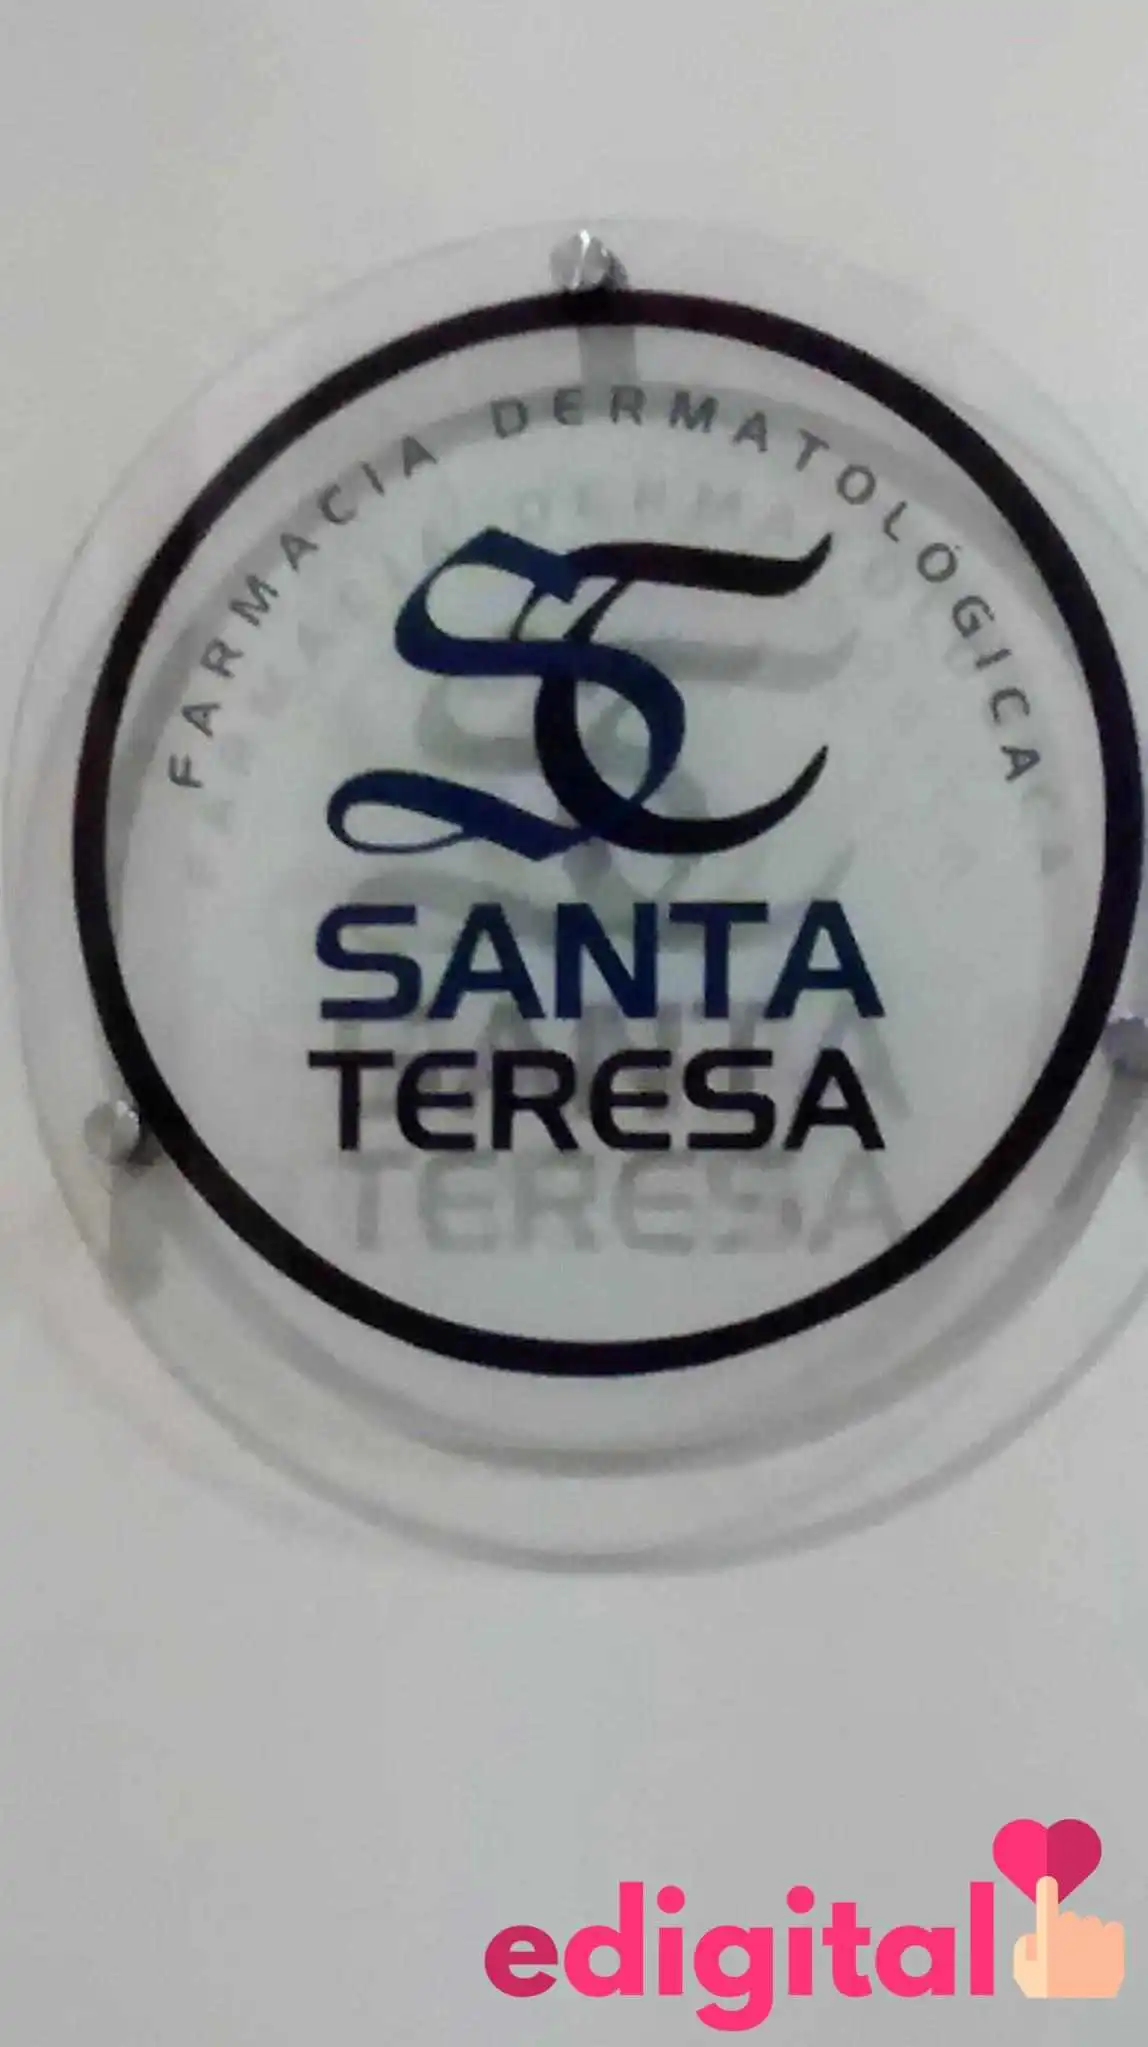 FARMACIA DERMATOLÓGICA
ST
SANTA
TERESA
edigital